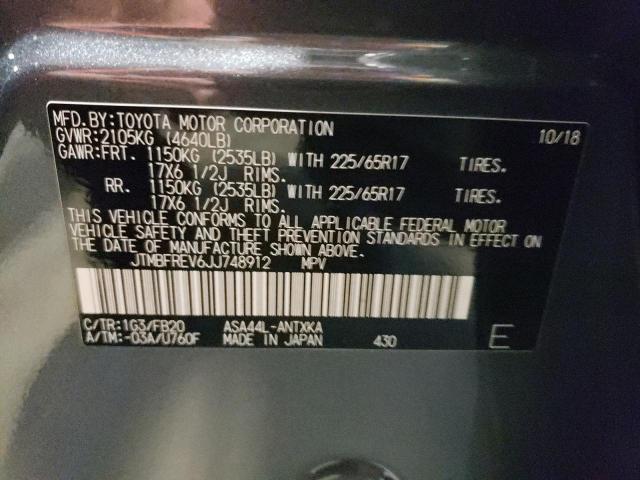 MFD.BY:TOYOTA MOTOR CORPORATION 10/18
GVWR:2105KG (4640LB)
GAWR:FRT. 1150KG (2535LB) WITH 225/65R17 TIRES.
17X6 1/2J RIMS.
RR. 1150KG (2535LB) WITH 225/65R17 TIRES.
17X6 1/2J RIMS.
THIS VEHICLE CONFORMS TO ALL APPLICABLE FEDERAL MOTOR
VEHICLE SAFETY AND THEFT PREVENTION STANDARDS IN EFFECT ON
THE DATE OF MANUFACTURE SHOWN ABOVE.
JTMBFREV6JJ748912 MPV
C/TR:1G3/FB20 ASA44L-ANTXKA
A/TM:-03A/U760F MADE IN JAPAN 430 E